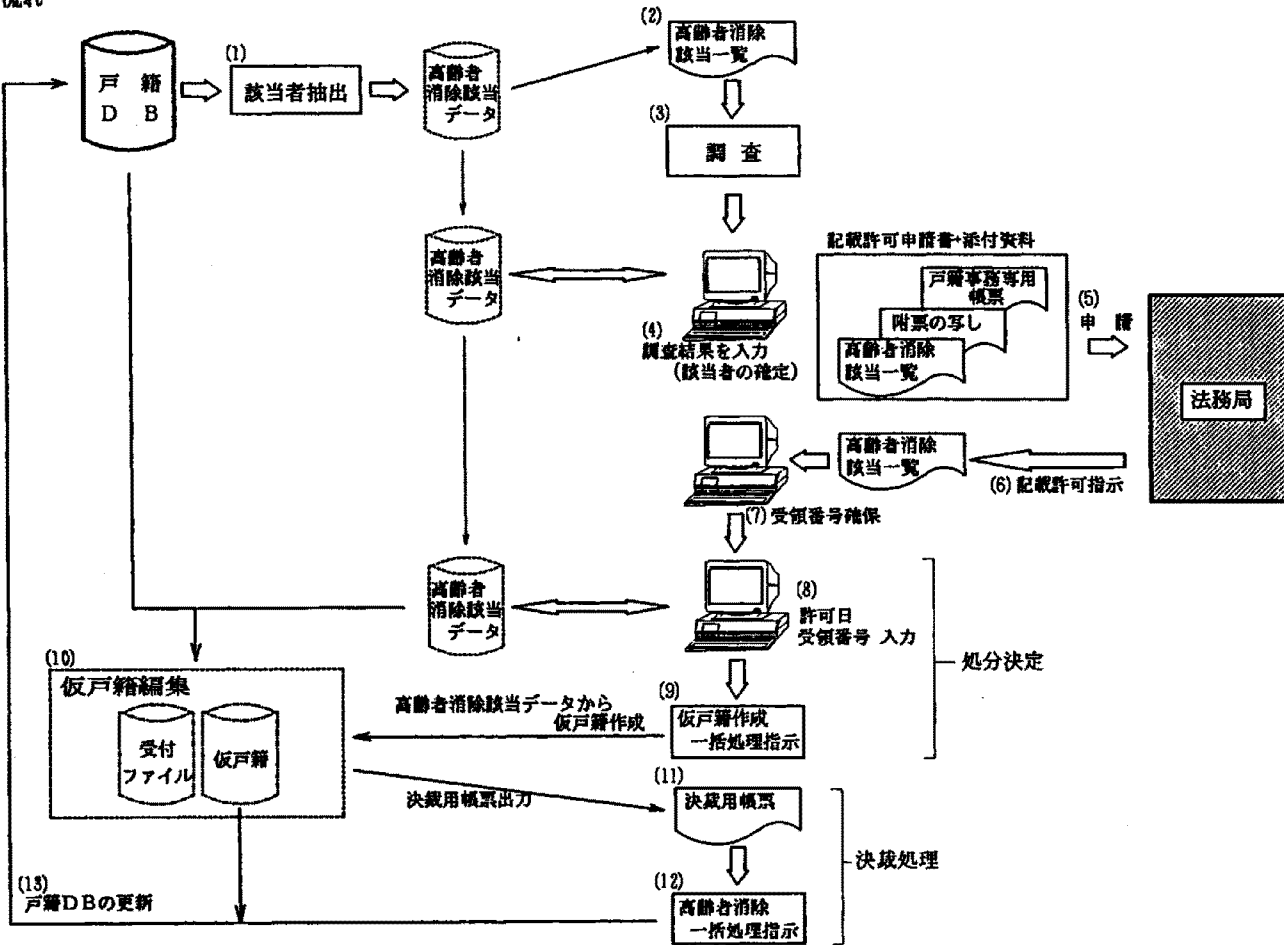 流れ
戸 籍
D B
(1)
該当者抽出
高齢者
消除該当
データ
(2)
高齢者消除
該当一覧
(3)
調 査
高齢者
消除該当
データ
(4)
調査結果を入力
(該当者の確定)
記載許可申請書+添付資料
戸籍事務専用
帳票
附票の写し
高齢者消除
該当一覧
(5)
申 請
法務局
高齢者消除
該当一覧
(6) 記載許可指示
(7) 受領番号確保
高齢者
消除該当
データ
(8)
許可日
受領番号 入力
処分決定
(9)
仮戸籍作成
一括処理指示
高齢者消除該当データから
仮戸籍作成
(10)
仮戸籍編集
受付
ファイル
仮戸籍
決裁用帳票出力
(11)
決裁用帳票
決裁処理
(12)
高齢者消除
一括処理指示
(13)
戸籍DBの更新